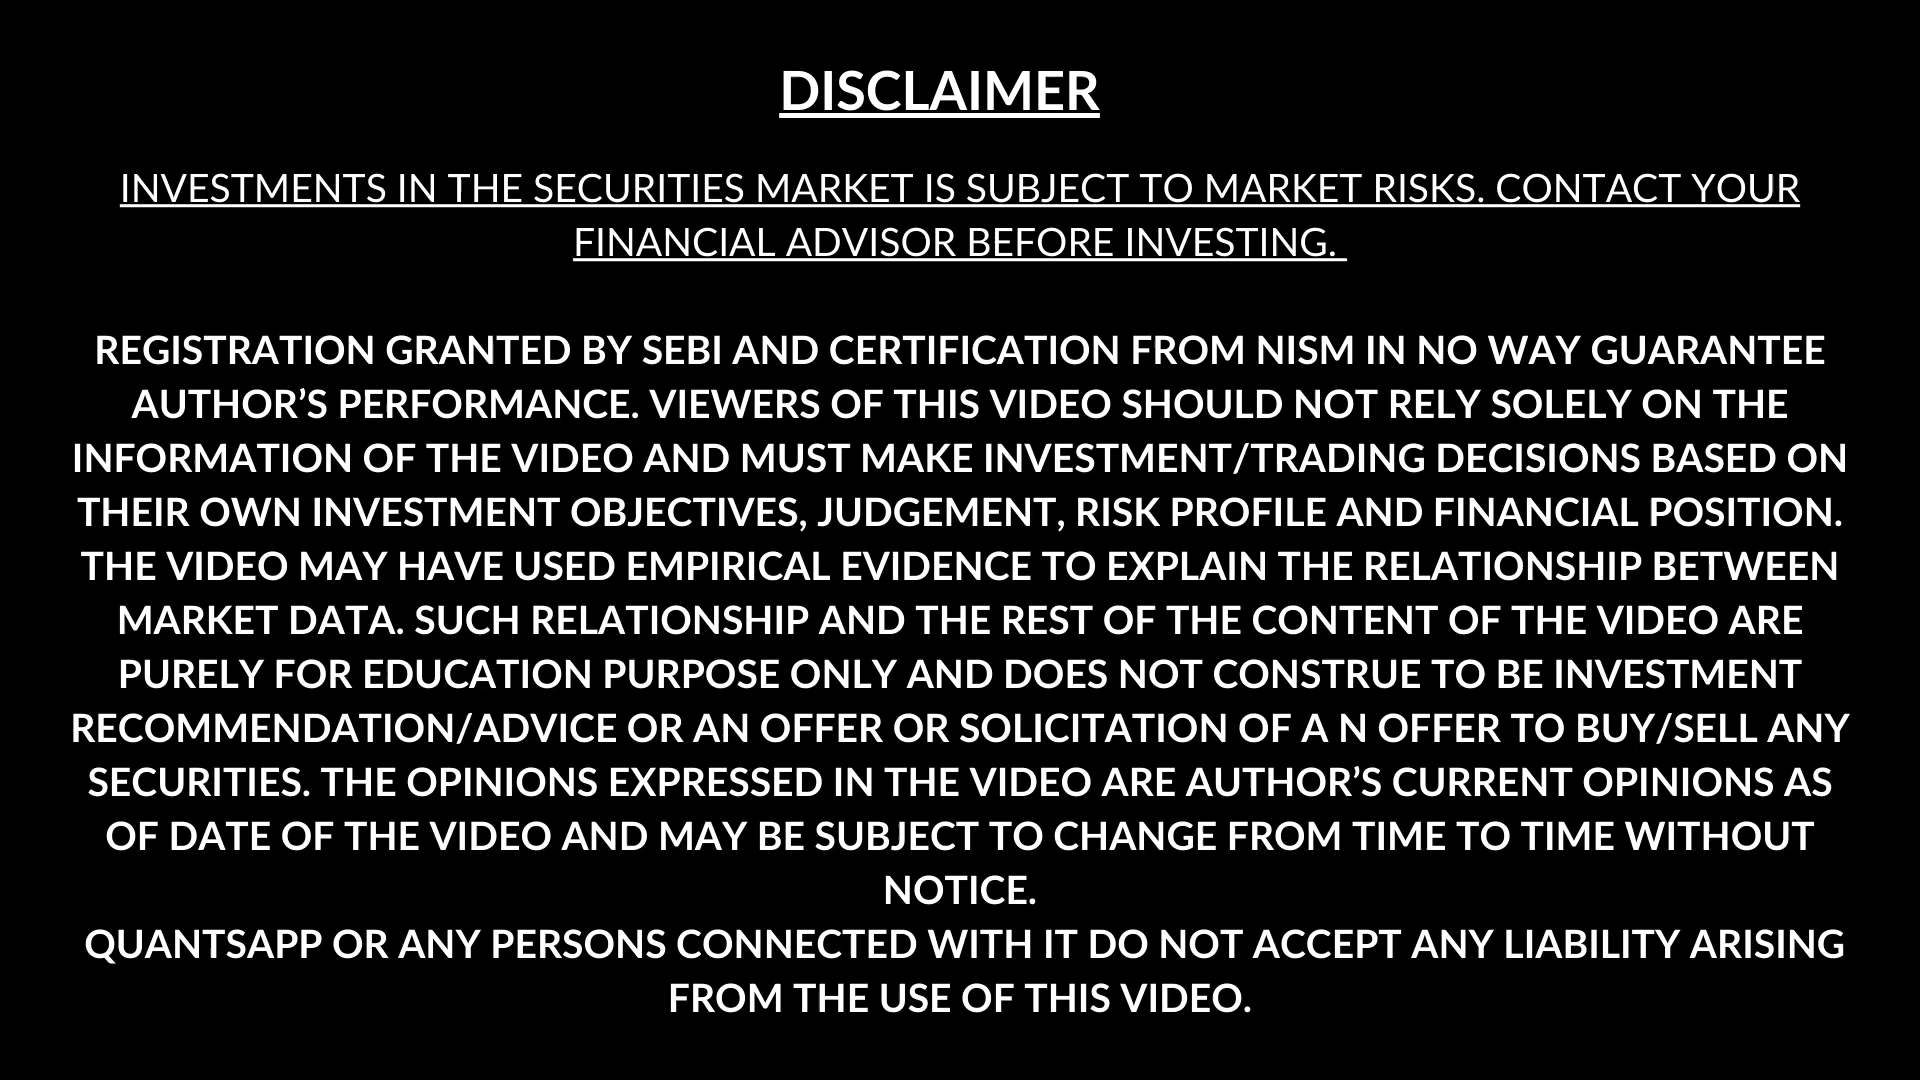 DISCLAIMER
INVESTMENTS IN THE SECURITIES MARKET IS SUBJECT TO MARKET RISKS. CONTACT YOUR
FINANCIAL ADVISOR BEFORE INVESTING.
REGISTRATION GRANTED BY SEBI AND CERTIFICATION FROM NISM IN NO WAY GUARANTEE
AUTHOR’S PERFORMANCE. VIEWERS OF THIS VIDEO SHOULD NOT RELY SOLELY ON THE
INFORMATION OF THE VIDEO AND MUST MAKE INVESTMENT/TRADING DECISIONS BASED ON
THEIR OWN INVESTMENT OBJECTIVES, JUDGEMENT, RISK PROFILE AND FINANCIAL POSITION.
THE VIDEO MAY HAVE USED EMPIRICAL EVIDENCE TO EXPLAIN THE RELATIONSHIP BETWEEN
MARKET DATA. SUCH RELATIONSHIP AND THE REST OF THE CONTENT OF THE VIDEO ARE
PURELY FOR EDUCATION PURPOSE ONLY AND DOES NOT CONSTRUE TO BE INVESTMENT
RECOMMENDATION/ADVICE OR AN OFFER OR SOLICITATION OF A N OFFER TO BUY/SELL ANY
SECURITIES. THE OPINIONS EXPRESSED IN THE VIDEO ARE AUTHOR’S CURRENT OPINIONS AS
OF DATE OF THE VIDEO AND MAY BE SUBJECT TO CHANGE FROM TIME TO TIME WITHOUT
NOTICE.
QUANTSAPP OR ANY PERSONS CONNECTED WITH IT DO NOT ACCEPT ANY LIABILITY ARISING
FROM THE USE OF THIS VIDEO.